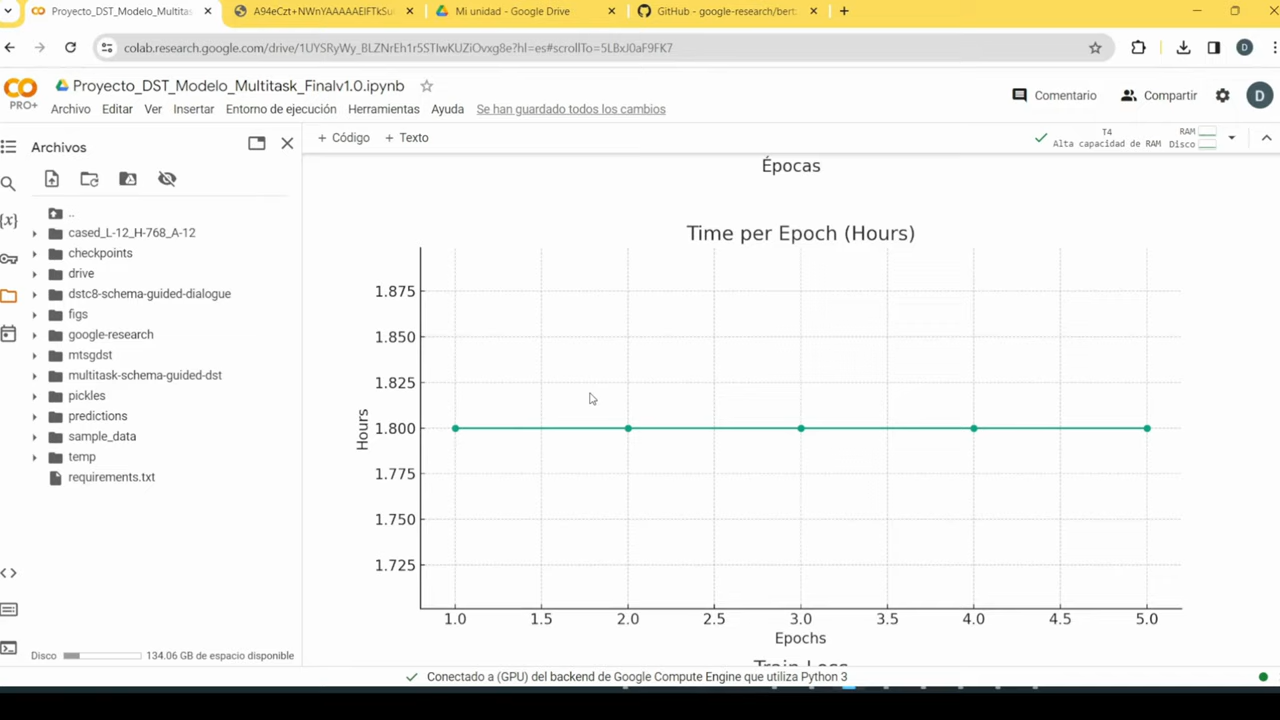 Proyecto_DST_Modelo_Multitas
A94eCzt+NWnYAAAAAElFTkSu
Mi unidad - Google Drive
GitHub - google-research/bert:
colab.research.google.com/drive/1UYSRyWy_BLZNrEh1r5STIwKUZiOvxg8e?hl=es#scrollTo=5LBxJ0aF9FK7
D
PRO+
Proyecto_DST_Modelo_Multitask_Finalv1.0.ipynb
Archivo Editar Ver Insertar Entorno de ejecución Herramientas Ayuda Se han guardado todos los cambios
Comentario Compartir D
Archivos
+ Código + Texto
T4 RAM
Alta capacidad de RAM Disco
{x}
..
cased_L-12_H-768_A-12
checkpoints
drive
dstc8-schema-guided-dialogue
figs
google-research
mtsgdst
multitask-schema-guided-dst
pickles
predictions
sample_data
temp
requirements.txt
Disco 134.06 GB de espacio disponible
Épocas
Time per Epoch (Hours)
Hours
1.875
1.850
1.825
1.800
1.775
1.750
1.725
1.0 1.5 2.0 2.5 3.0 3.5 4.0 4.5 5.0
Epochs
Train Loss
Conectado a (GPU) del backend de Google Compute Engine que utiliza Python 3